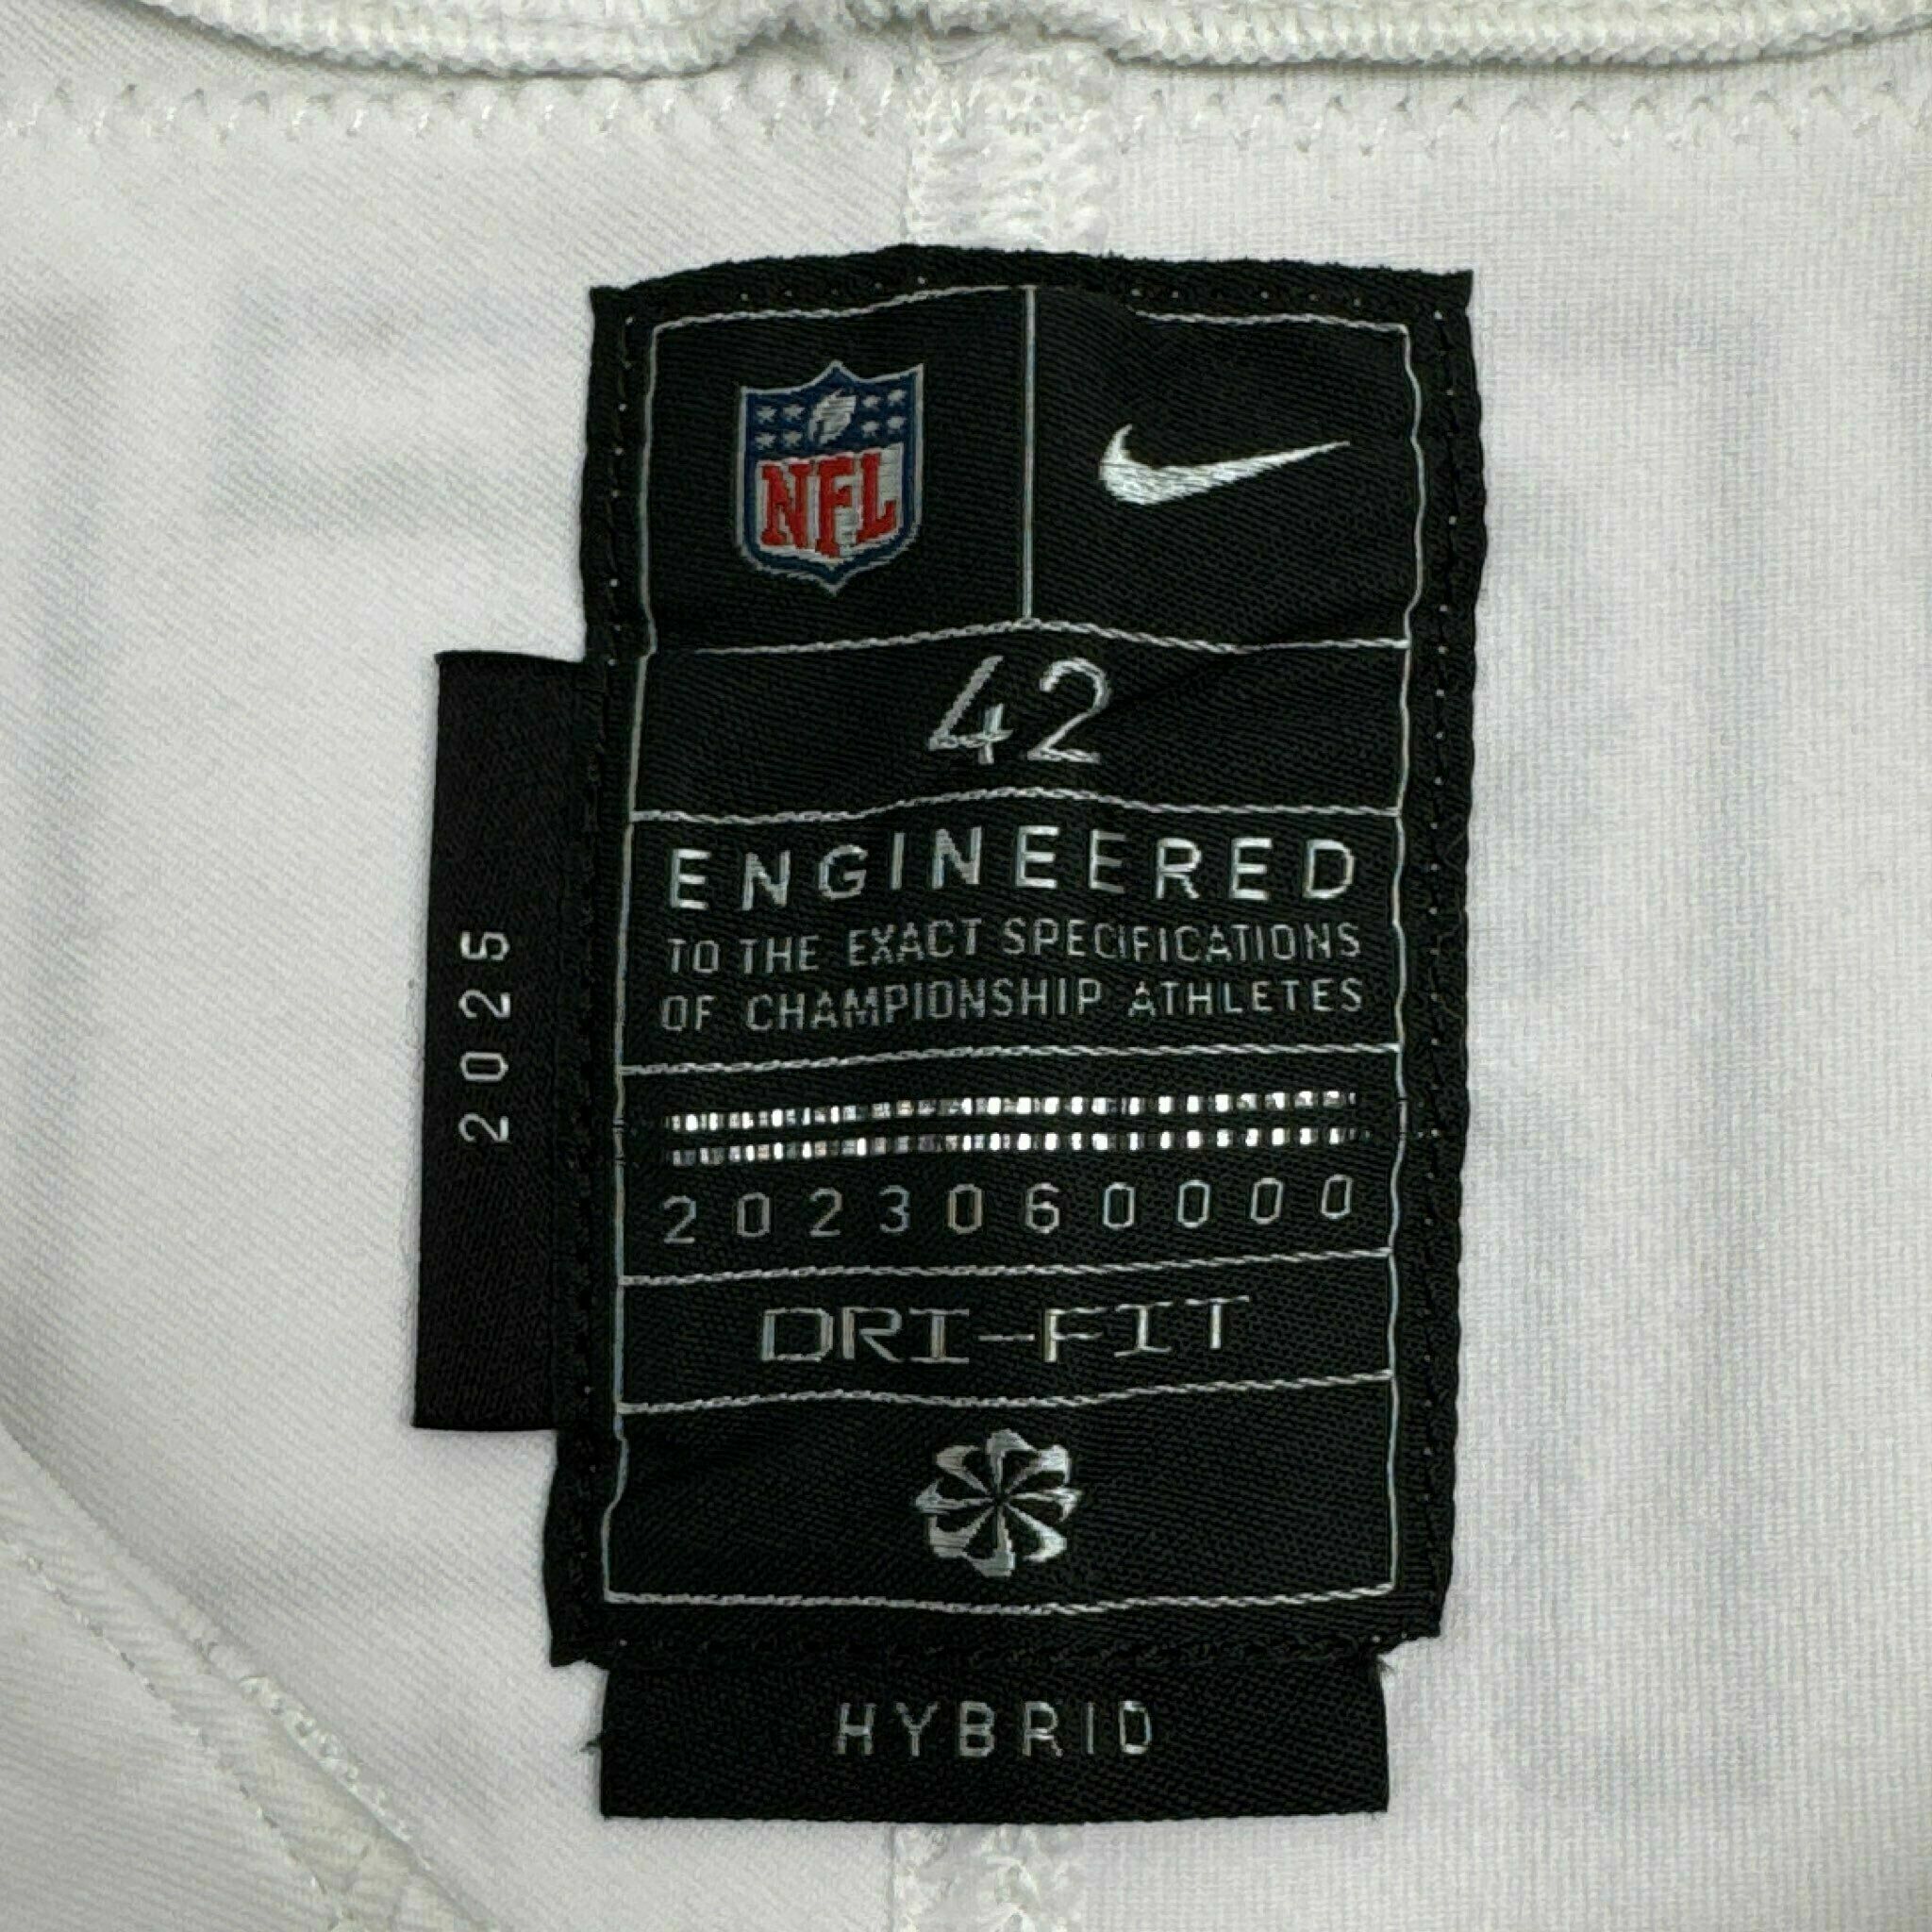 NFL
42
ENGINEERED
TO THE EXACT SPECIFICATIONS
OF CHAMPIONSHIP ATHLETES
2023060000
DRI-FIT
HYBRID
2025